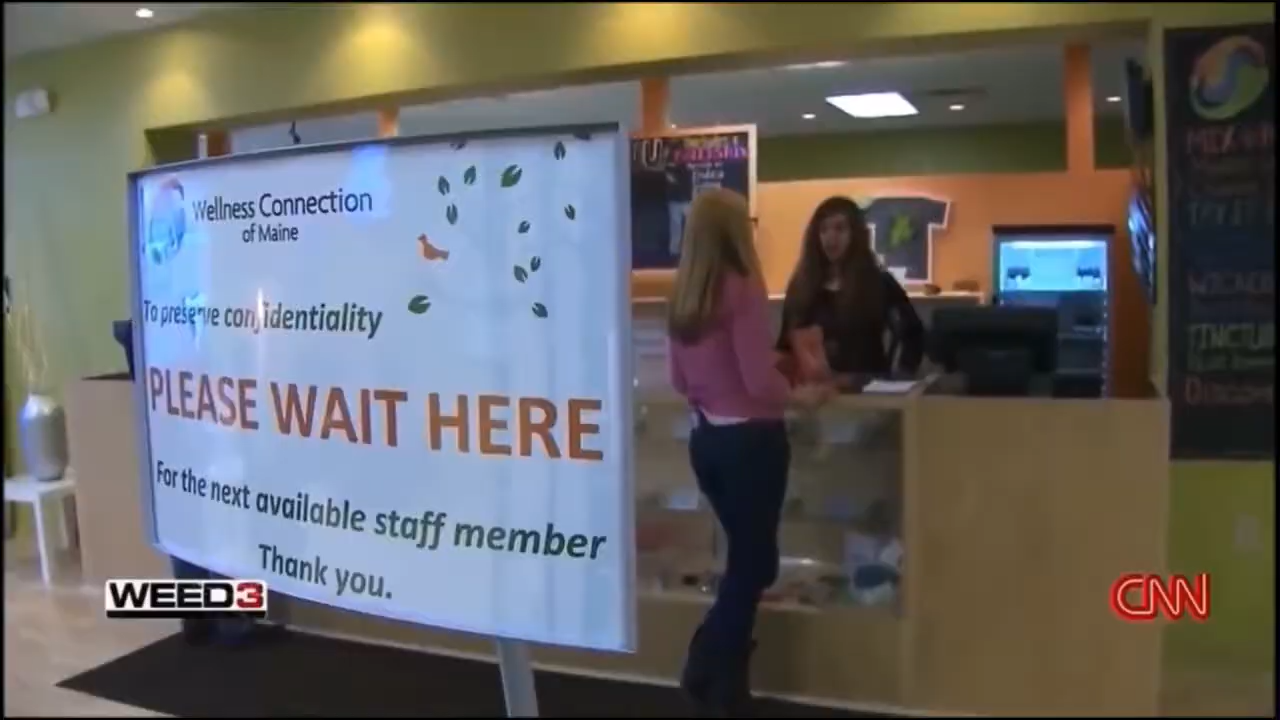 Wellness Connection
of Maine
To preserve confidentiality
PLEASE WAIT HERE
For the next available staff member
Thank you.
WEED3
CNN